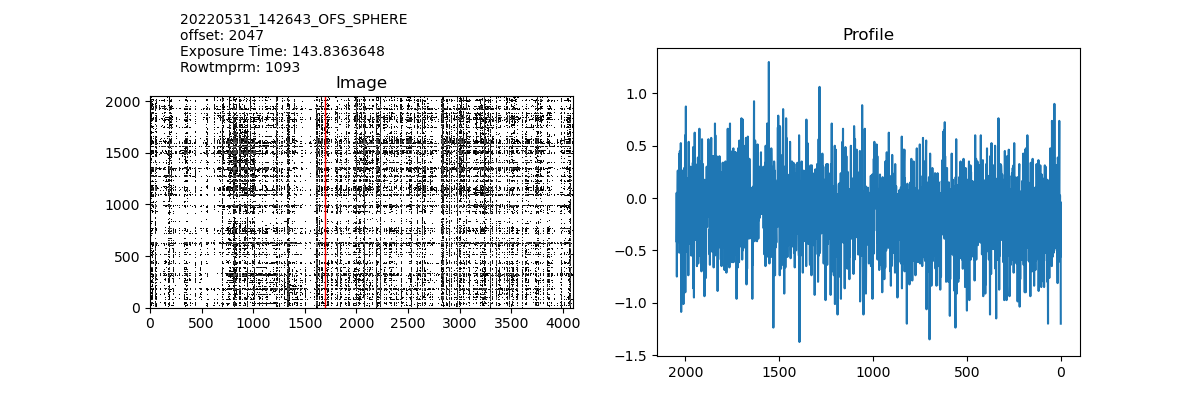 20220531_142643_OFS_SPHERE
offset: 2047
Exposure Time: 143.8363648
Rowtmprm: 1093
Image
2000
1500
1000
500
0
0 500 1000 1500 2000 2500 3000 3500 4000
Profile
1.0
0.5
0.0
−0.5
−1.0
−1.5
2000 1500 1000 500 0